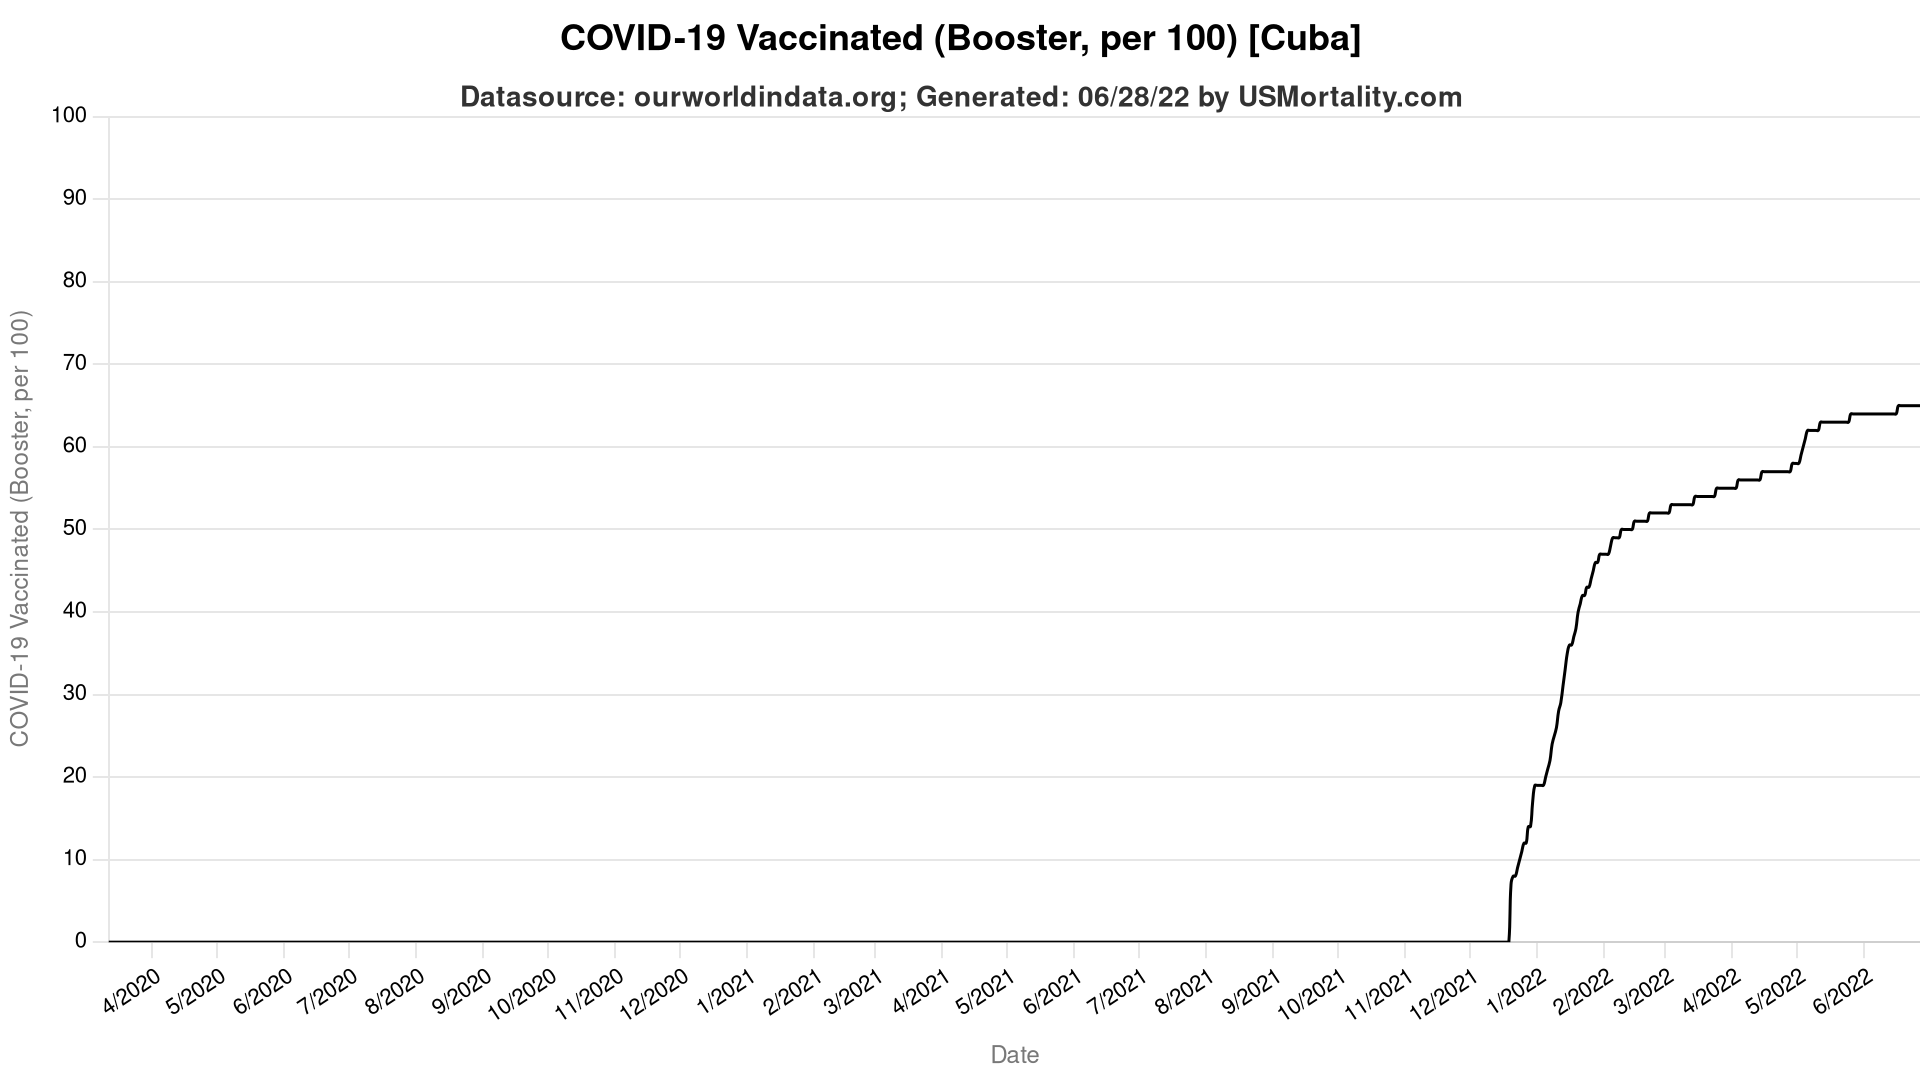 COVID-19 Vaccinated (Booster, per 100) [Cuba]
Datasource: ourworldindata.org; Generated: 06/28/22 by USMortality.com
COVID-19 Vaccinated (Booster, per 100)
100
90
80
70
60
50
40
30
20
10
0
4/2020 5/2020 6/2020 7/2020 8/2020 9/2020 10/2020 11/2020 12/2020 1/2021 2/2021 3/2021 4/2021 5/2021 6/2021 7/2021 8/2021 9/2021 10/2021 11/2021 12/2021 1/2022 2/2022 3/2022 4/2022 5/2022 6/2022
Date